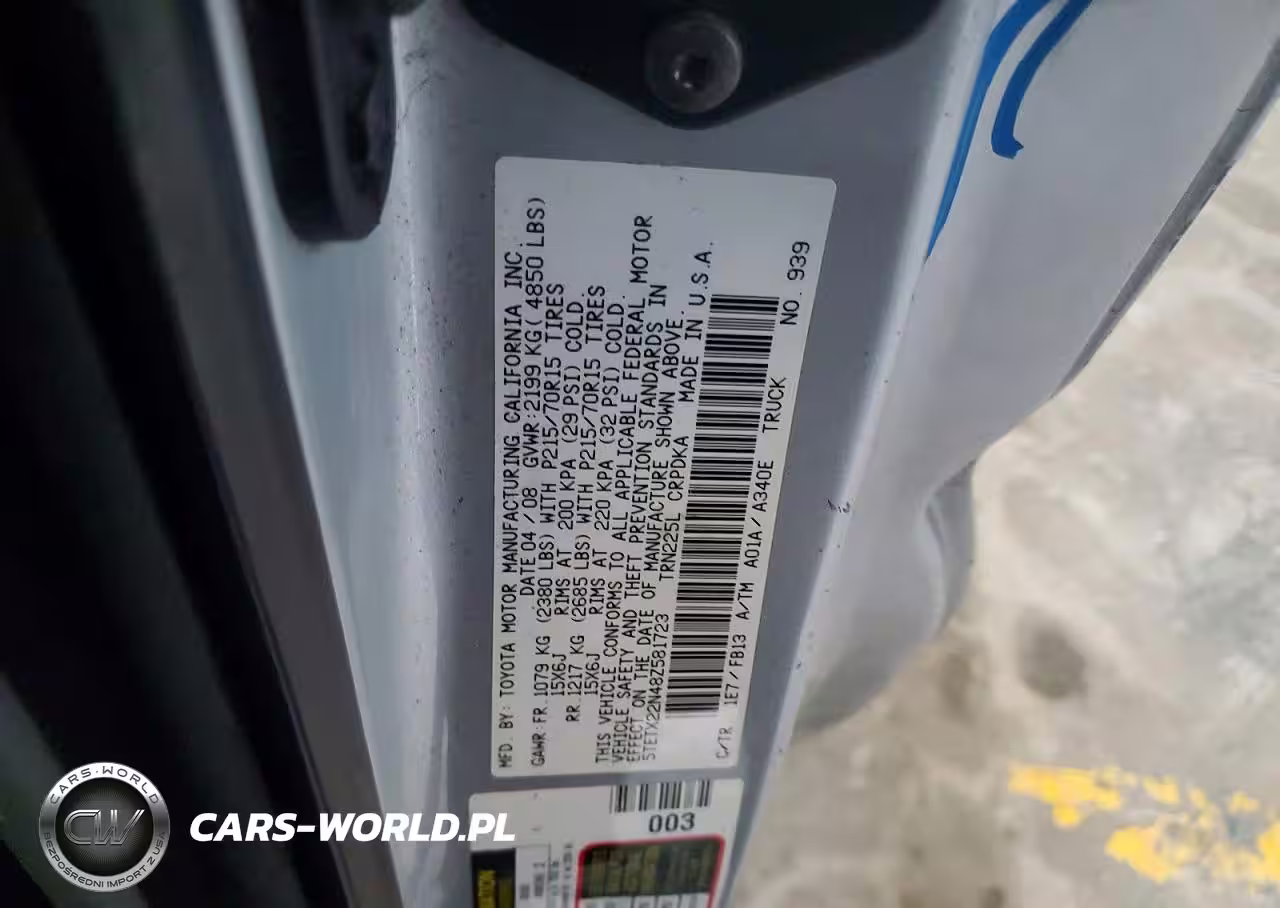 MFD. BY: TOYOTA MOTOR MANUFACTURING CALIFORNIA INC.
DATE 04/08 GVWR:2199 KG( 4850 LBS)
GAWR:FR.1079 KG (2380 LBS) WITH P215/70R15 TIRES
15X6J RIMS AT 200 KPA (29 PSI) COLD
RR.1217 KG (2685 LBS) WITH P215/70R15 TIRES
15X6J RIMS AT 220 KPA (32 PSI) COLD.
THIS VEHICLE CONFORMS TO ALL APPLICABLE FEDERAL MOTOR
VEHICLE SAFETY AND THEFT PREVENTION STANDARDS IN
EFFECT ON THE DATE OF MANUFACTURE SHOWN ABOVE.
5TETX22N48Z581723 TRN225L CRPDKA MADE IN U.S.A.
C/TR 1E7/FB13 A/TM A01A/A340E TRUCK NO. 939
003
CARS-WORLD
CW
BEZPOŚREDNI IMPORT Z USA
CARS-WORLD.PL